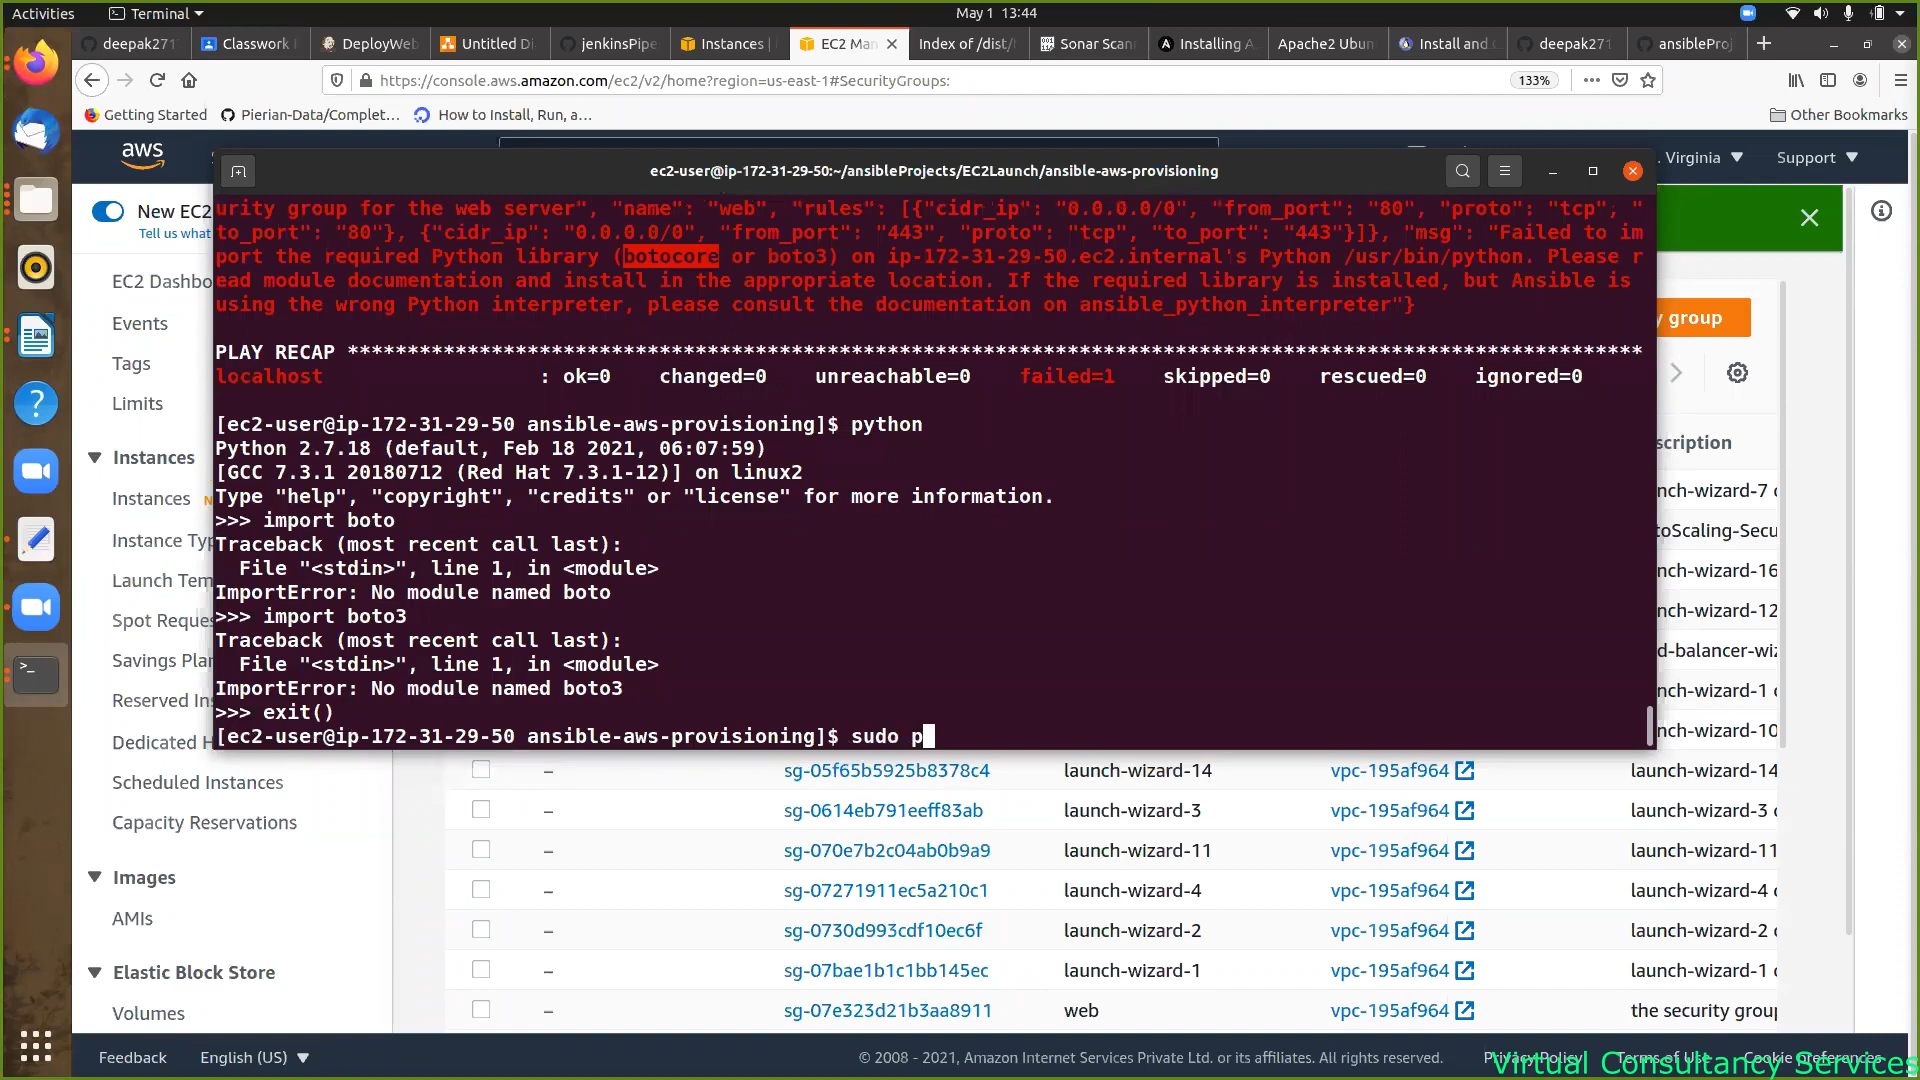 Activities
Terminal
May 1 13:44
deepak271
Classwork
DeployWeb
Untitled Di
jenkinsPipe
Instances |
EC2 Man
Index of /dist/
Sonar Scan
Installing A
Apache2 Ubun
Install and
deepak271
ansibleProj
https://console.aws.amazon.com/ec2/v2/home?region=us-east-1#SecurityGroups:
133%
Getting Started
Pierian-Data/Complet...
How to Install, Run, a...
Other Bookmarks
aws
. Virginia
Support
ec2-user@ip-172-31-29-50:~/ansibleProjects/EC2Launch/ansible-aws-provisioning
urity group for the web server", "name": "web", "rules": [{"cidr_ip": "0.0.0.0/0", "from_port": "80", "proto": "tcp", "
to_port": "80"}, {"cidr_ip": "0.0.0.0/0", "from_port": "443", "proto": "tcp", "to_port": "443"}]}, "msg": "Failed to im
port the required Python library (botocore or boto3) on ip-172-31-29-50.ec2.internal's Python /usr/bin/python. Please r
ead module documentation and install in the appropriate location. If the required library is installed, but Ansible is
using the wrong Python interpreter, please consult the documentation on ansible_python_interpreter"}
PLAY RECAP ************************************************************************************************************
localhost : ok=0 changed=0 unreachable=0 failed=1 skipped=0 rescued=0 ignored=0
[ec2-user@ip-172-31-29-50 ansible-aws-provisioning]$ python
Python 2.7.18 (default, Feb 18 2021, 06:07:59)
[GCC 7.3.1 20180712 (Red Hat 7.3.1-12)] on linux2
Type "help", "copyright", "credits" or "license" for more information.
>>> import boto
Traceback (most recent call last):
File "<stdin>", line 1, in <module>
ImportError: No module named boto
>>> import boto3
Traceback (most recent call last):
File "<stdin>", line 1, in <module>
ImportError: No module named boto3
>>> exit()
[ec2-user@ip-172-31-29-50 ansible-aws-provisioning]$ sudo p
New EC2
Tell us what
EC2 Dashbo
Events
Tags
Limits
Instances
Instances
Instance Typ
Launch Tem
Spot Reque
Savings Plan
Reserved Ins
Dedicated H
Scheduled Instances
Capacity Reservations
Images
AMIs
Elastic Block Store
Volumes
y group
scription
nch-wizard-7 c
toScaling-Secu
nch-wizard-16
nch-wizard-12
d-balancer-wiz
nch-wizard-1 c
nch-wizard-10
– sg-05f65b5925b8378c4 launch-wizard-14 vpc-195af964 launch-wizard-14
– sg-0614eb791eeff83ab launch-wizard-3 vpc-195af964 launch-wizard-3 c
– sg-070e7b2c04ab0b9a9 launch-wizard-11 vpc-195af964 launch-wizard-11
– sg-07271911ec5a210c1 launch-wizard-4 vpc-195af964 launch-wizard-4 c
– sg-0730d993cdf10ec6f launch-wizard-2 vpc-195af964 launch-wizard-2 c
– sg-07bae1b1c1bb145ec launch-wizard-1 vpc-195af964 launch-wizard-1 c
– sg-07e323d21b3aa8911 web vpc-195af964 the security group
Feedback
English (US)
© 2008 - 2021, Amazon Internet Services Private Ltd. or its affiliates. All rights reserved.
Privacy Policy
Terms of Use
Cookie preferences
Virtual Consultancy Services